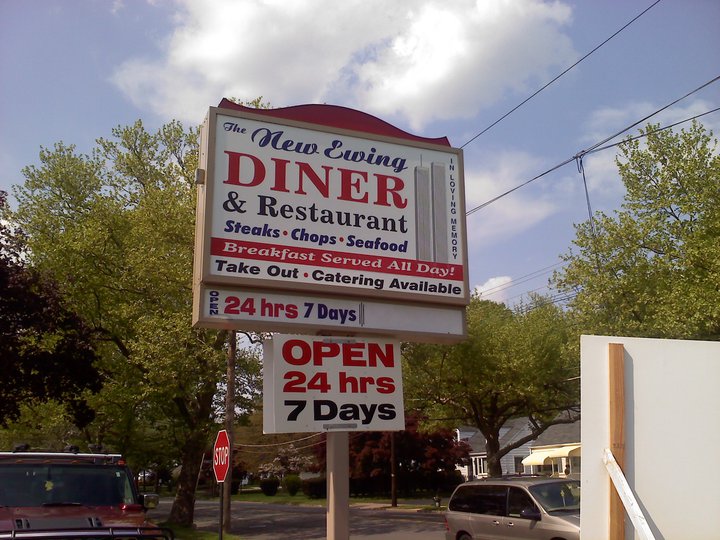 The New Ewing
DINER
& Restaurant
Steaks · Chops · Seafood
IN LOVING MEMORY
Breakfast Served All Day!
Take Out · Catering Available
OPEN 24 hrs 7 Days
OPEN
24 hrs
7 Days
STOP